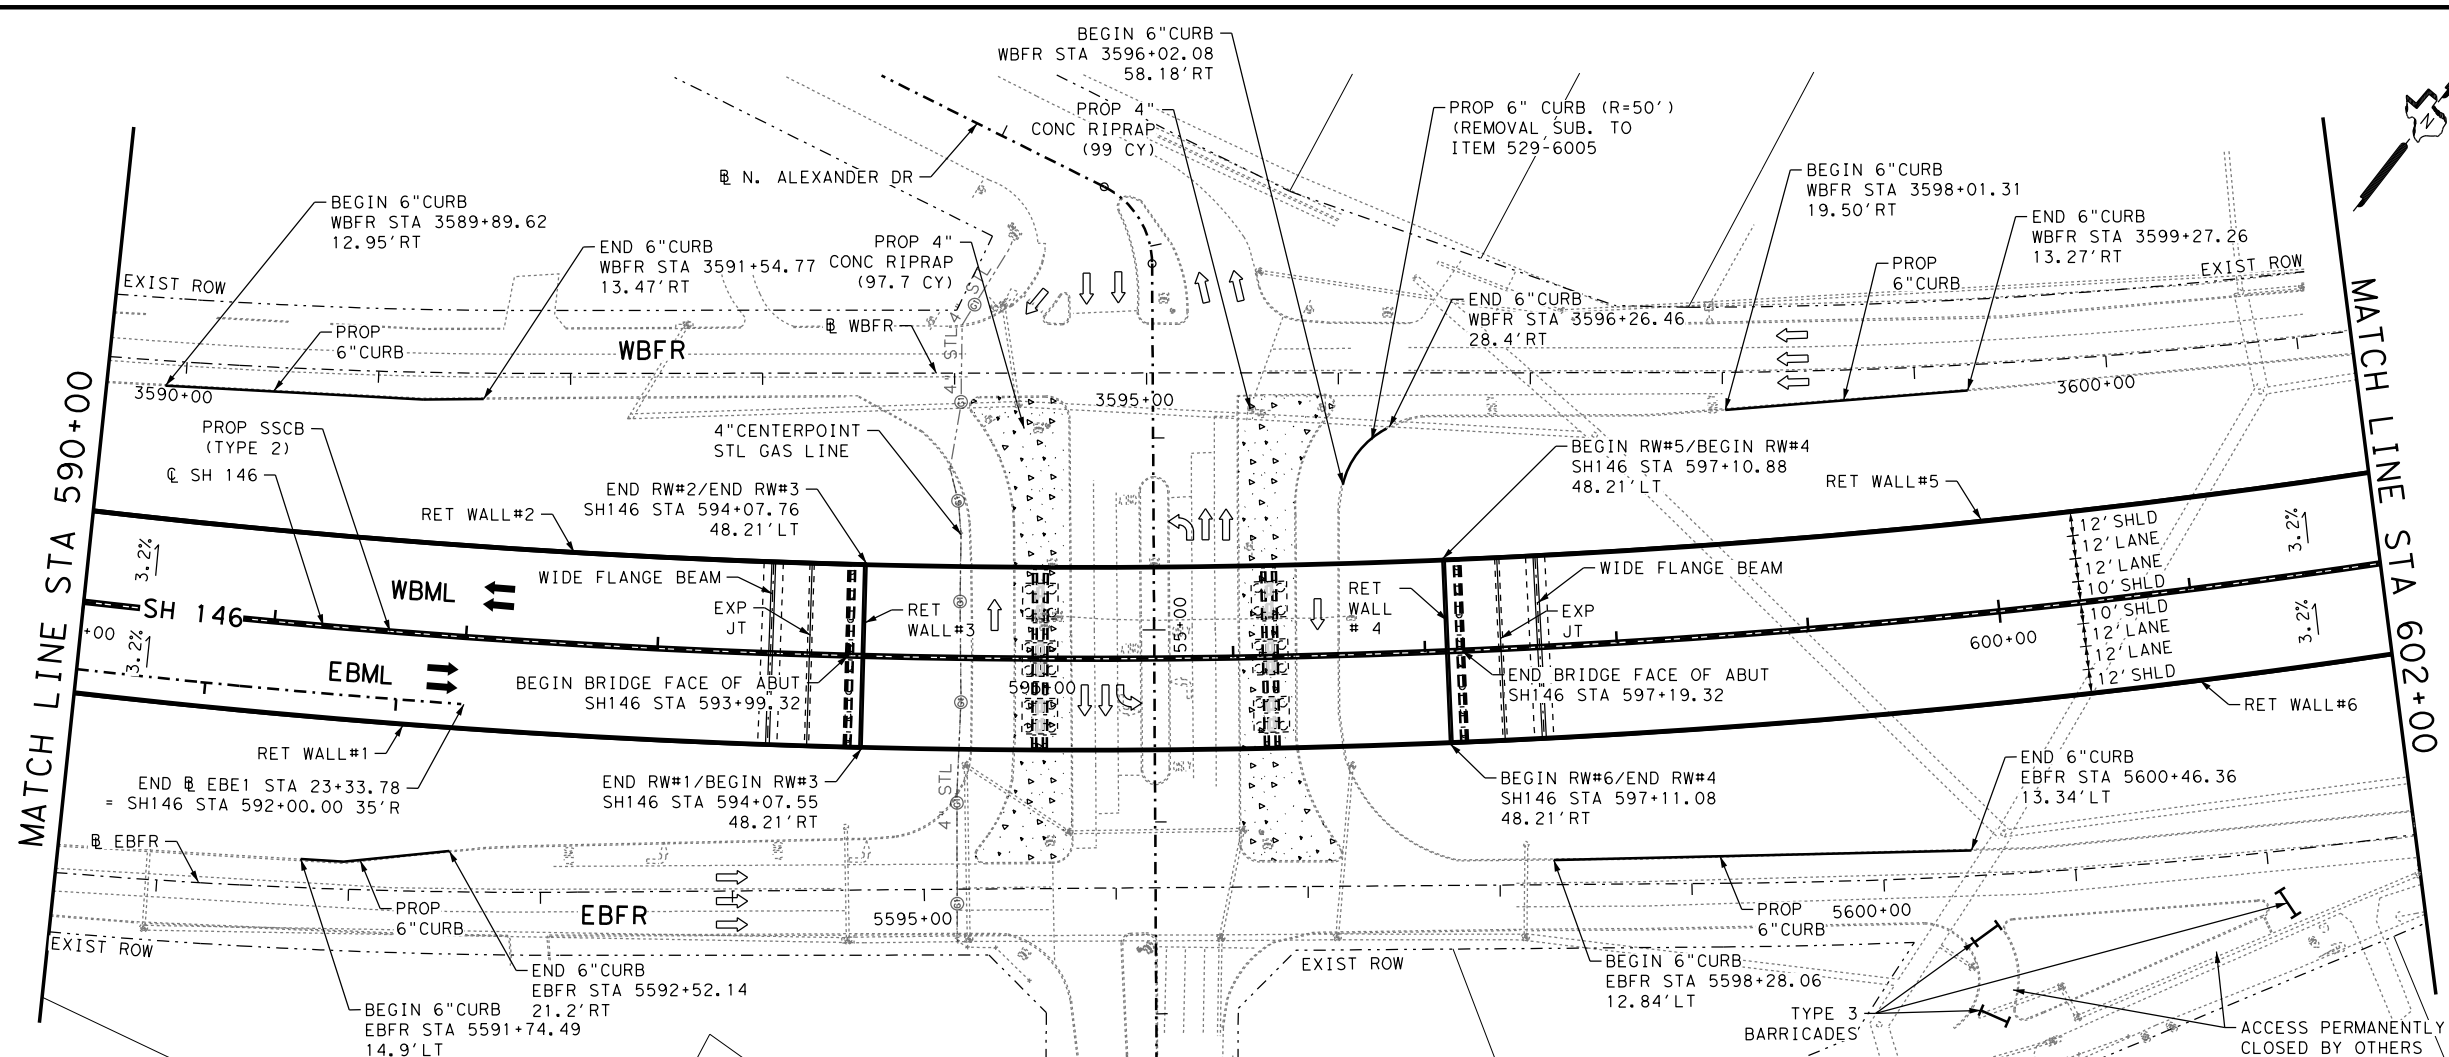 BEGIN 6"CURB
WBFR STA 3596+02.08
58.18'RT
PROP 4"
CONC RIPRAP
(99 CY)
PROP 6" CURB (R=50')
(REMOVAL SUB. TO
ITEM 529-6005
N
BEGIN 6"CURB
WBFR STA 3598+01.31
19.50'RT
END 6"CURB
WBFR STA 3599+27.26
13.27'RT
PROP
6"CURB
EXIST ROW
℄ N. ALEXANDER DR
BEGIN 6"CURB
WBFR STA 3589+89.62
12.95'RT
END 6"CURB
WBFR STA 3591+54.77
13.47'RT
PROP 4"
CONC RIPRAP
(97.7 CY)
EXIST ROW
PROP
6"CURB
WBFR
℄ WBFR
END 6"CURB
WBFR STA 3596+26.46
28.4'RT
3590+00
3595+00
3600+00
MATCH LINE STA 590+00
MATCH LINE STA 602+00
PROP SSCB
(TYPE 2)
℄ SH 146
4"CENTERPOINT
STL GAS LINE
4" STL
4" STL
BEGIN RW#5/BEGIN RW#4
SH146 STA 597+10.88
48.21'LT
RET WALL#5
END RW#2/END RW#3
SH146 STA 594+07.76
48.21'LT
RET WALL#2
3.2%
WBML
WIDE FLANGE BEAM
EXP
JT
RET
WALL#3
RET
WALL
# 4
WIDE FLANGE BEAM
EXP
JT
12'SHLD
12'LANE
12'LANE
10'SHLD
10'SHLD
12'LANE
12'LANE
12'SHLD
3.2%
3.2%
SH 146
+00
3.2%
EBML
55+00
595+00
600+00
BEGIN BRIDGE FACE OF ABUT
SH146 STA 593+99.32
END BRIDGE FACE OF ABUT
SH146 STA 597+19.32
RET WALL#6
RET WALL#1
END ℄ EBE1 STA 23+33.78
= SH146 STA 592+00.00 35'R
END RW#1/BEGIN RW#3
SH146 STA 594+07.55
48.21'RT
4" STL
BEGIN RW#6/END RW#4
SH146 STA 597+11.08
48.21'RT
END 6"CURB
EBFR STA 5600+46.36
13.34'LT
℄ EBFR
PROP
6"CURB
EBFR
5595+00
PROP
6"CURB
5600+00
EXIST ROW
EXIST ROW
END 6"CURB
EBFR STA 5592+52.14
21.2'RT
BEGIN 6"CURB
EBFR STA 5591+74.49
14.9'LT
BEGIN 6"CURB
EBFR STA 5598+28.06
12.84'LT
TYPE 3
BARRICADES
ACCESS PERMANENTLY
CLOSED BY OTHERS